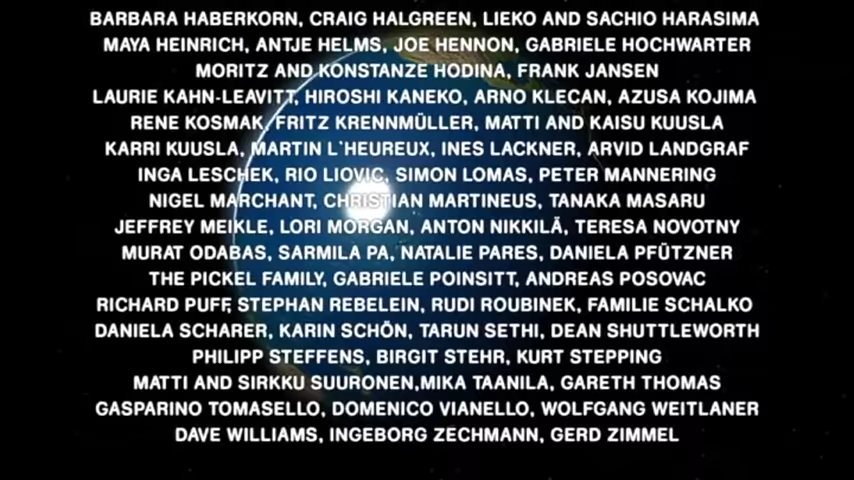 BARBARA HABERKORN, CRAIG HALGREEN, LIEKO AND SACHIO HARASIMA
MAYA HEINRICH, ANTJE HELMS, JOE HENNON, GABRIELE HOCHWARTER
MORITZ AND KONSTANZE HODINA, FRANK JANSEN
LAURIE KAHN-LEAVITT, HIROSHI KANEKO, ARNO KLECAN, AZUSA KOJIMA
RENE KOSMAK, FRITZ KRENNMÜLLER, MATTI AND KAISU KUUSLA
KARRI KUUSLA, MARTIN L'HEUREUX, INES LACKNER, ARVID LANDGRAF
INGA LESCHEK, RIO LIOVIC, SIMON LOMAS, PETER MANNERING
NIGEL MARCHANT, CHRISTIAN MARTINEUS, TANAKA MASARU
JEFFREY MEIKLE, LORI MORGAN, ANTON NIKKILÄ, TERESA NOVOTNY
MURAT ODABAS, SARMILA PA, NATALIE PARES, DANIELA PFÜTZNER
THE PICKEL FAMILY, GABRIELE POINSITT, ANDREAS POSOVAC
RICHARD PUFF, STEPHAN REBELEIN, RUDI ROUBINEK, FAMILIE SCHALKO
DANIELA SCHARER, KARIN SCHÖN, TARUN SETHI, DEAN SHUTTLEWORTH
PHILIPP STEFFENS, BIRGIT STEHR, KURT STEPPING
MATTI AND SIRKKU SUURONEN,MIKA TAANILA, GARETH THOMAS
GASPARINO TOMASELLO, DOMENICO VIANELLO, WOLFGANG WEITLANER
DAVE WILLIAMS, INGEBORG ZECHMANN, GERD ZIMMEL